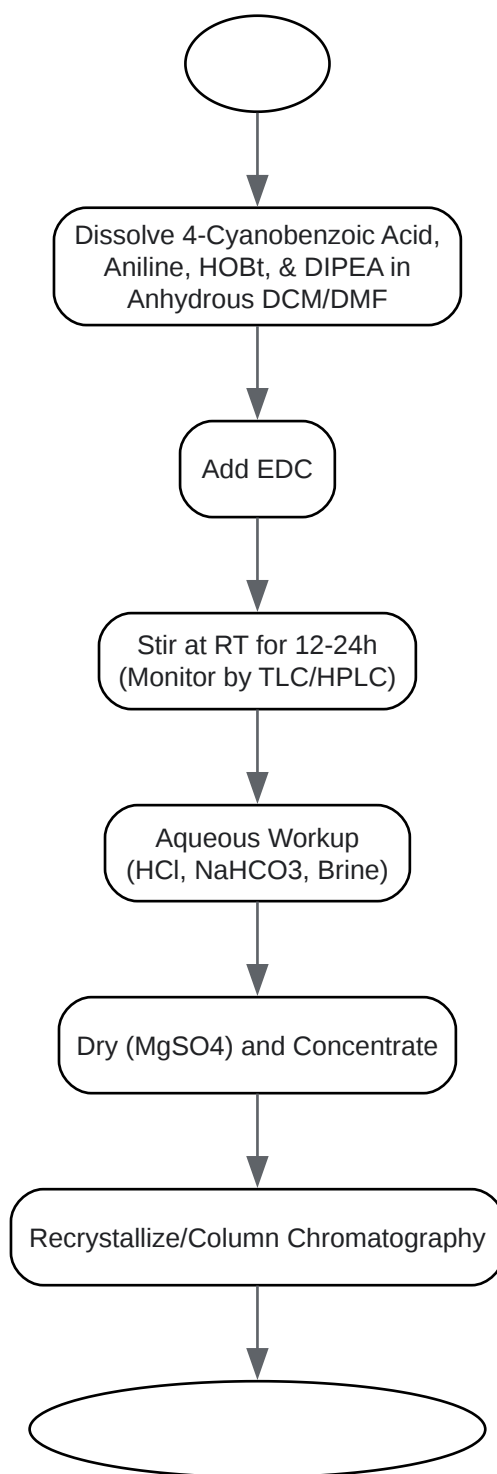 Dissolve 4-Cyanobenzoic Acid,
Aniline, HOBt, & DIPEA in
Anhydrous DCM/DMF
Add EDC
Stir at RT for 12-24h
(Monitor by TLC/HPLC)
Aqueous Workup
(HCl, NaHCO3, Brine)
Dry (MgSO4) and Concentrate
Recrystallize/Column Chromatography